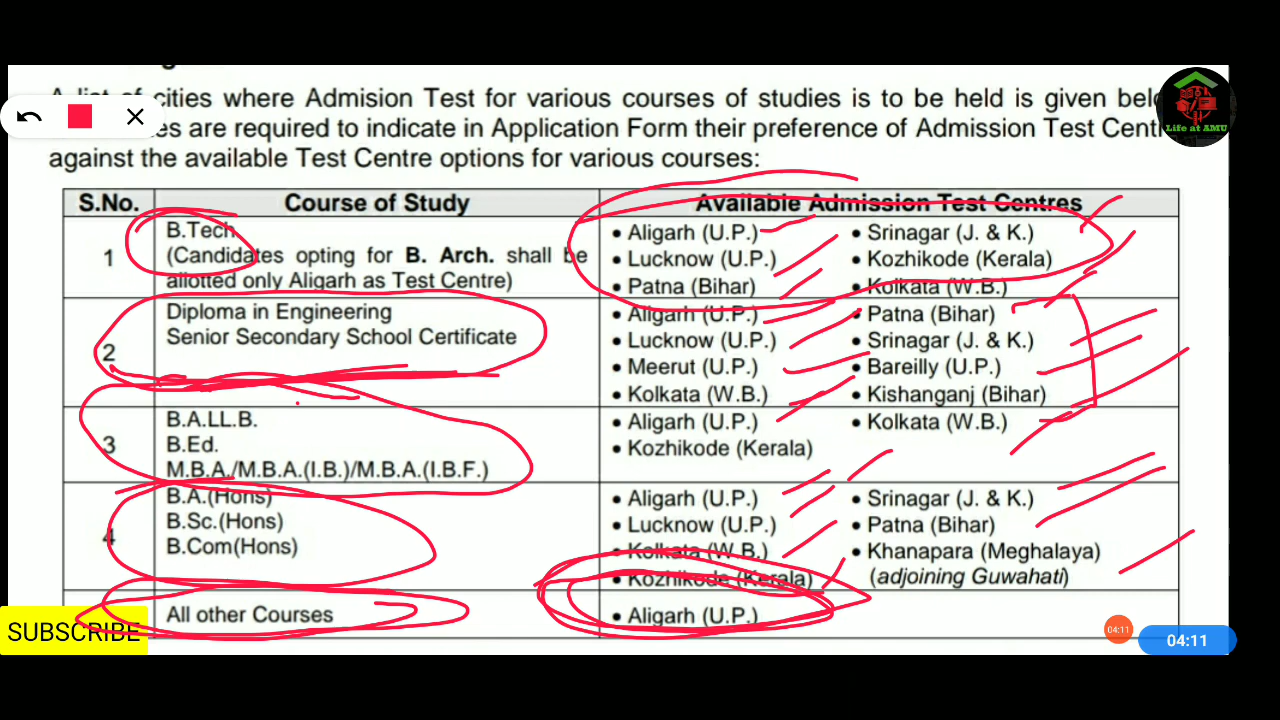 A list of cities where Admision Test for various courses of studies is to be held is given
are required to indicate in Application Form their preference of Admission Test
against the available Test Centre options for various courses:
S.No. Course of Study Available Admission Test Centres
1
B.Tech.
(Candidates opting for B. Arch. shall be
allotted only Aligarh as Test Centre)
• Aligarh (U.P.)
• Lucknow (U.P.)
• Patna (Bihar)
• Srinagar (J. & K.)
• Kozhikode (Kerala)
• Kolkata (W.B.)
2
Diploma in Engineering
Senior Secondary School Certificate
• Aligarh (U.P.)
• Lucknow (U.P.)
• Meerut (U.P.)
• Kolkata (W.B.)
• Patna (Bihar)
• Srinagar (J. & K.)
• Bareilly (U.P.)
• Kishanganj (Bihar)
3
B.A.LL.B.
B.Ed.
M.B.A./M.B.A.(I.B.)/M.B.A.(I.B.F.)
• Aligarh (U.P.)
• Kozhikode (Kerala)
• Kolkata (W.B.)
4
B.A.(Hons)
B.Sc.(Hons)
B.Com(Hons)
• Aligarh (U.P.)
• Lucknow (U.P.)
• Kolkata (W.B.)
• Kozhikode (Kerala)
• Srinagar (J. & K.)
• Patna (Bihar)
• Khanapara (Meghalaya)
(adjoining Guwahati)
All other Courses
• Aligarh (U.P.)
Life at AMU
SUBSCRIBE
04:11
04:11